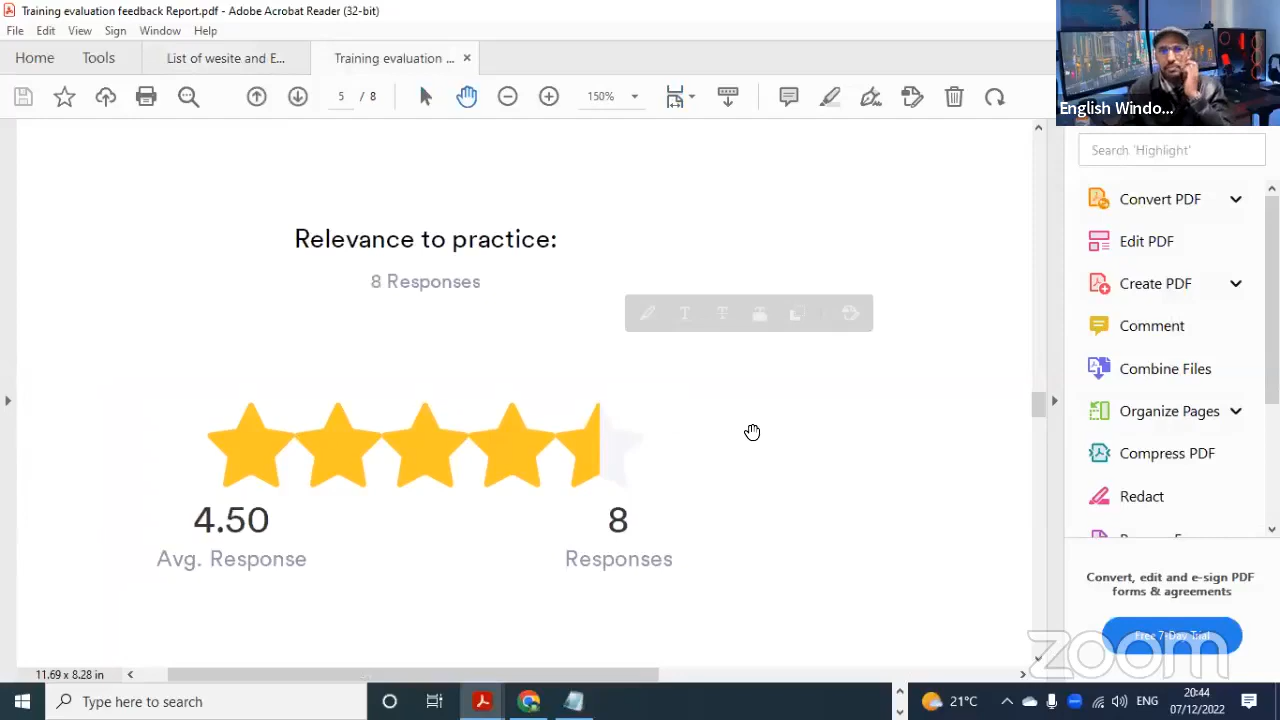 Training evaluation feedback Report.pdf - Adobe Acrobat Reader (32-bit)
File Edit View Sign Window Help
Home Tools List of wesite and E... Training evaluation ... ×
5 / 8 150%
English Windo...
Search 'Highlight'
Relevance to practice:
8 Responses
4.50 8
Avg. Response Responses
Convert PDF
Edit PDF
Create PDF
Comment
Combine Files
Organize Pages
Compress PDF
Redact
Convert, edit and e-sign PDF
forms & agreements
Free 7-Day Trial
zoom
11.69 x 8.28 in
Type here to search
21°C ENG 20:44
07/12/2022